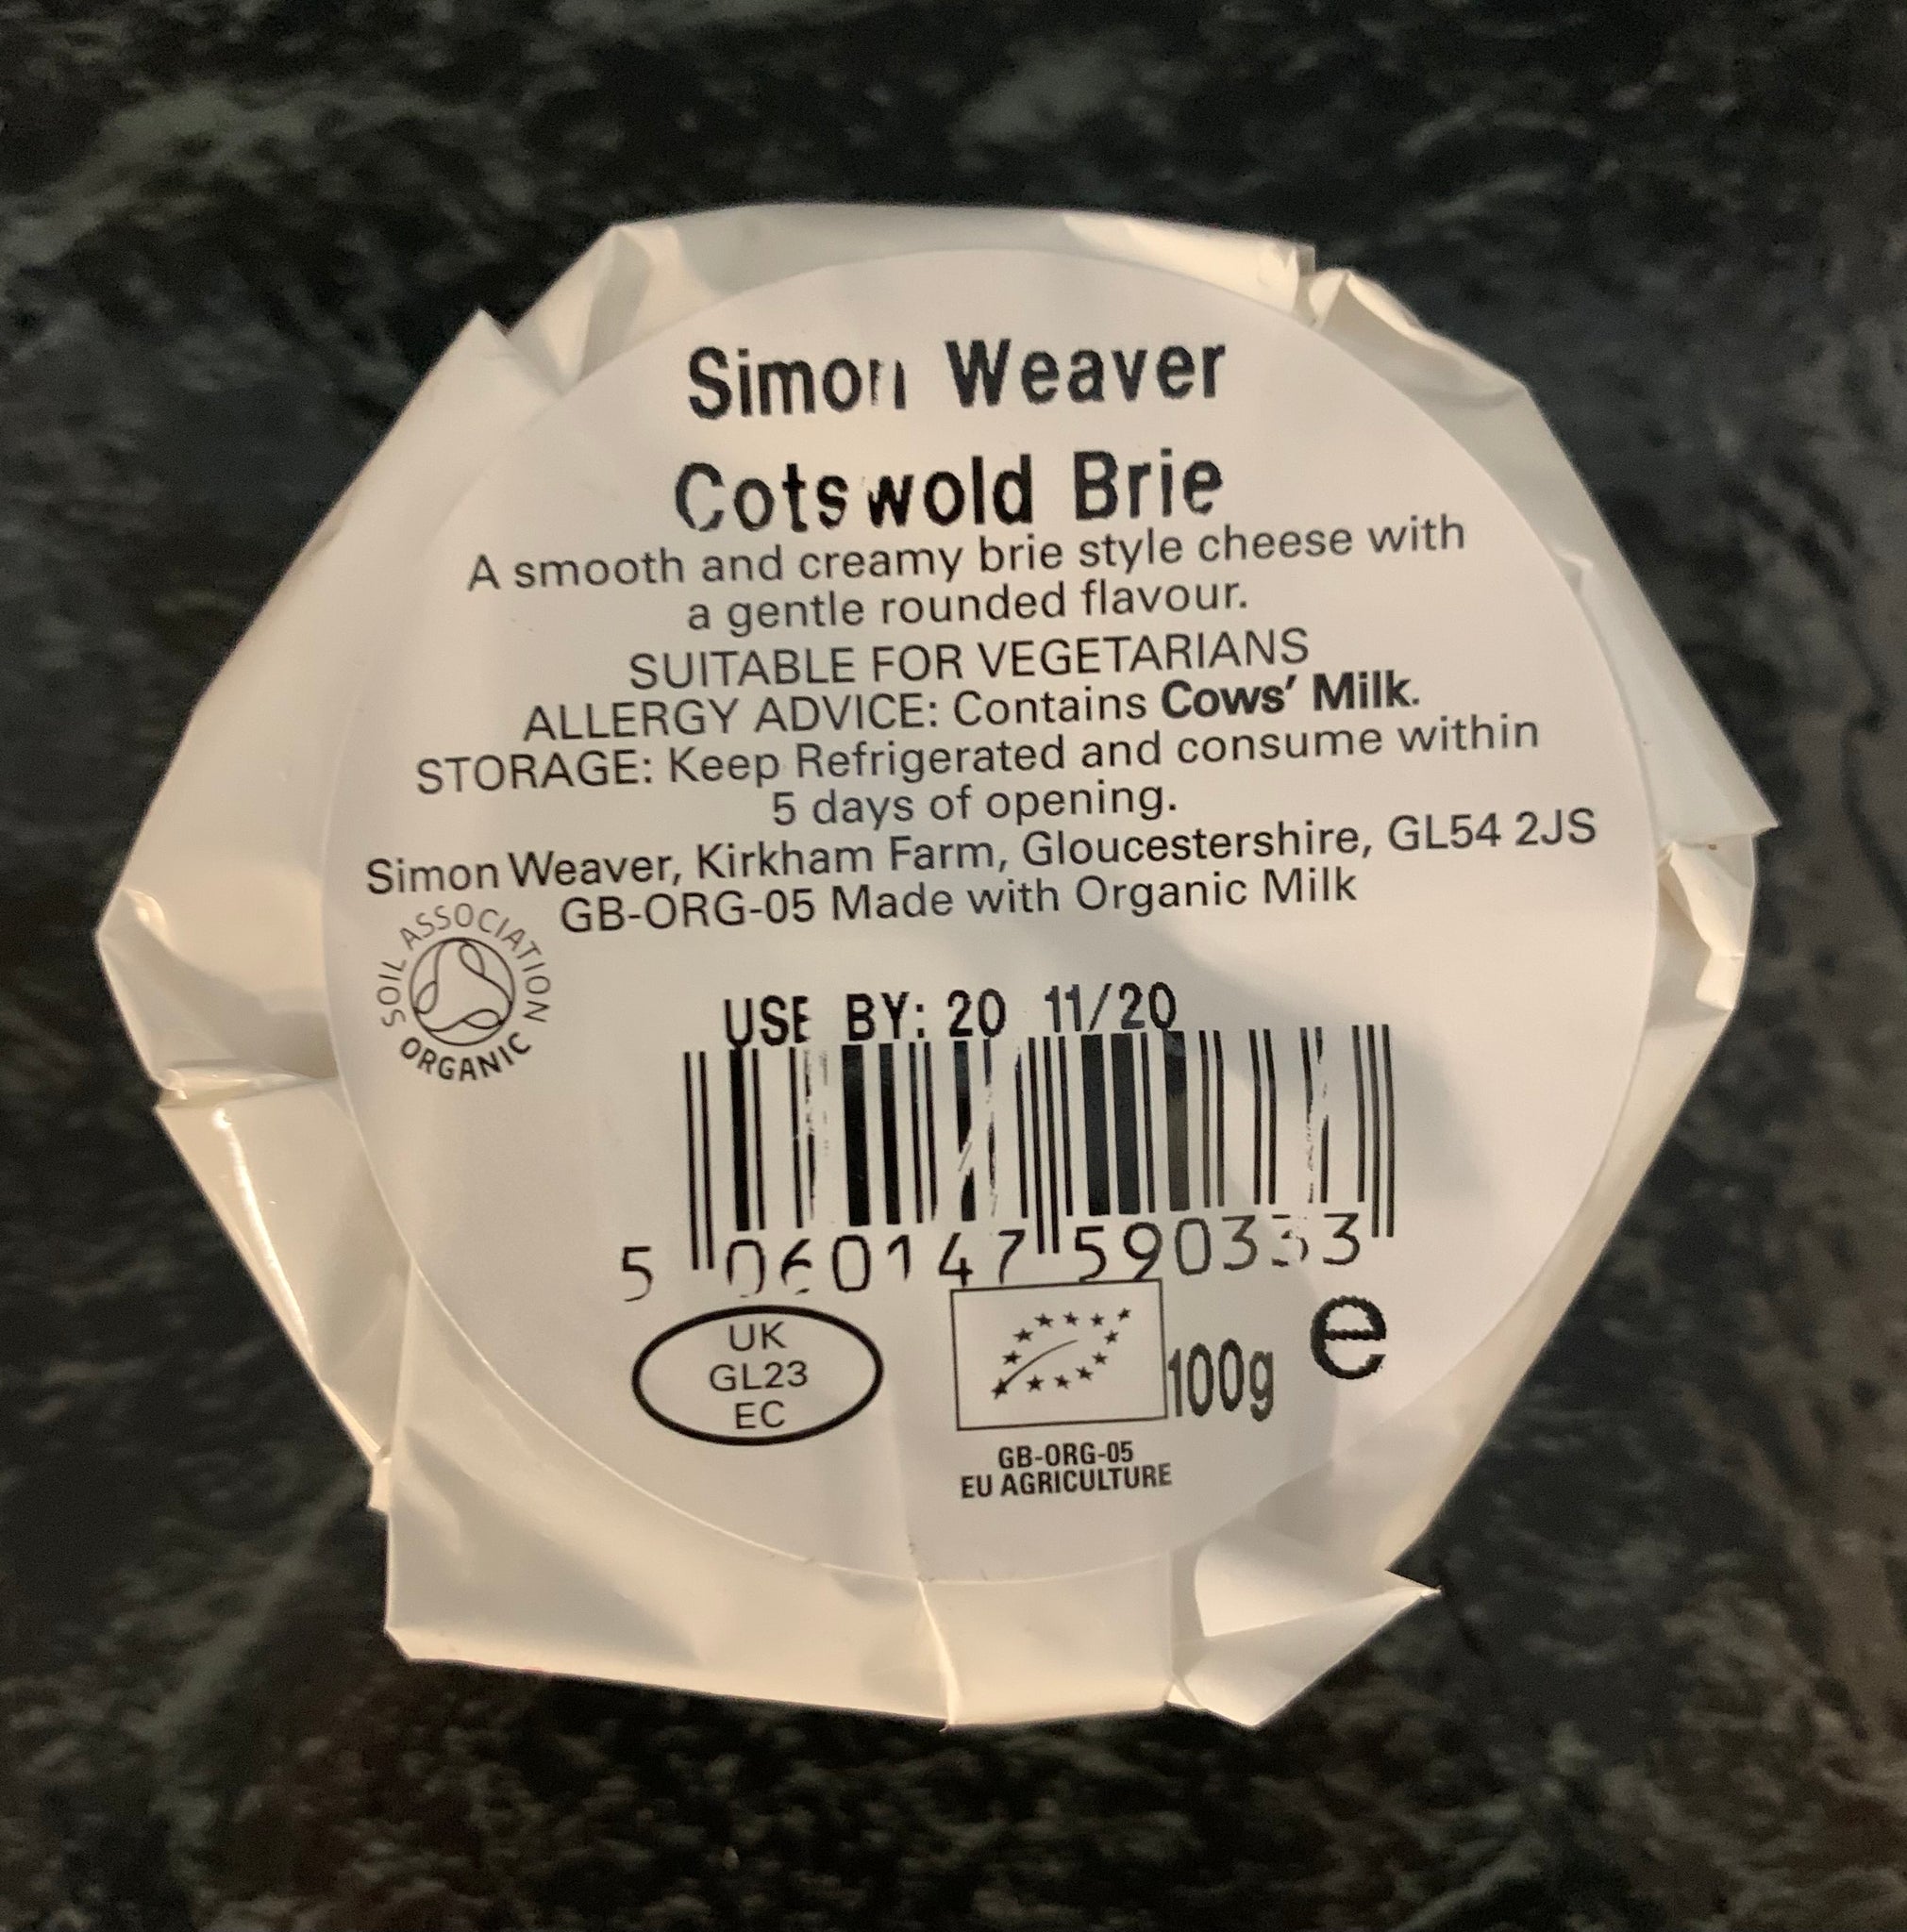 Simon Weaver
Cotswold Brie
A smooth and creamy brie style cheese with
a gentle rounded flavour.
SUITABLE FOR VEGETARIANS
ALLERGY ADVICE: Contains Cows' Milk.
STORAGE: Keep Refrigerated and consume within
5 days of opening.
Simon Weaver, Kirkham Farm, Gloucestershire, GL54 2JS
GB-ORG-05 Made with Organic Milk
SOIL ASSOCIATION
ORGANIC
USE BY: 20 11/20
5 060147 590333
UK
GL23
EC
100g e
GB-ORG-05
EU AGRICULTURE